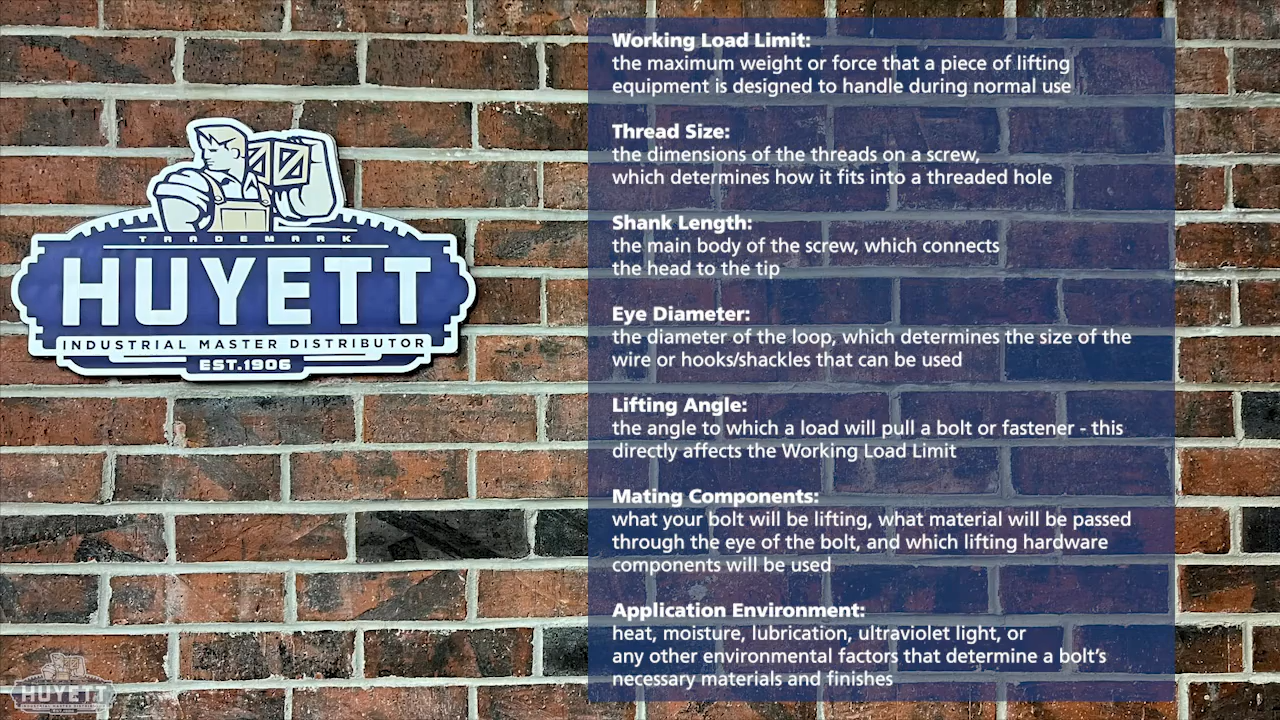 TRADEMARK
HUYETT
INDUSTRIAL MASTER DISTRIBUTOR
EST.1906
Working Load Limit:
the maximum weight or force that a piece of lifting
equipment is designed to handle during normal use
Thread Size:
the dimensions of the threads on a screw,
which determines how it fits into a threaded hole
Shank Length:
the main body of the screw, which connects
the head to the tip
Eye Diameter:
the diameter of the loop, which determines the size of the
wire or hooks/shackles that can be used
Lifting Angle:
the angle to which a load will pull a bolt or fastener - this
directly affects the Working Load Limit
Mating Components:
what your bolt will be lifting, what material will be passed
through the eye of the bolt, and which lifting hardware
components will be used
Application Environment:
heat, moisture, lubrication, ultraviolet light, or
any other environmental factors that determine a bolt's
necessary materials and finishes
HUYETT
INDUSTRIAL MASTER DISTRIBUTOR
EST.1906